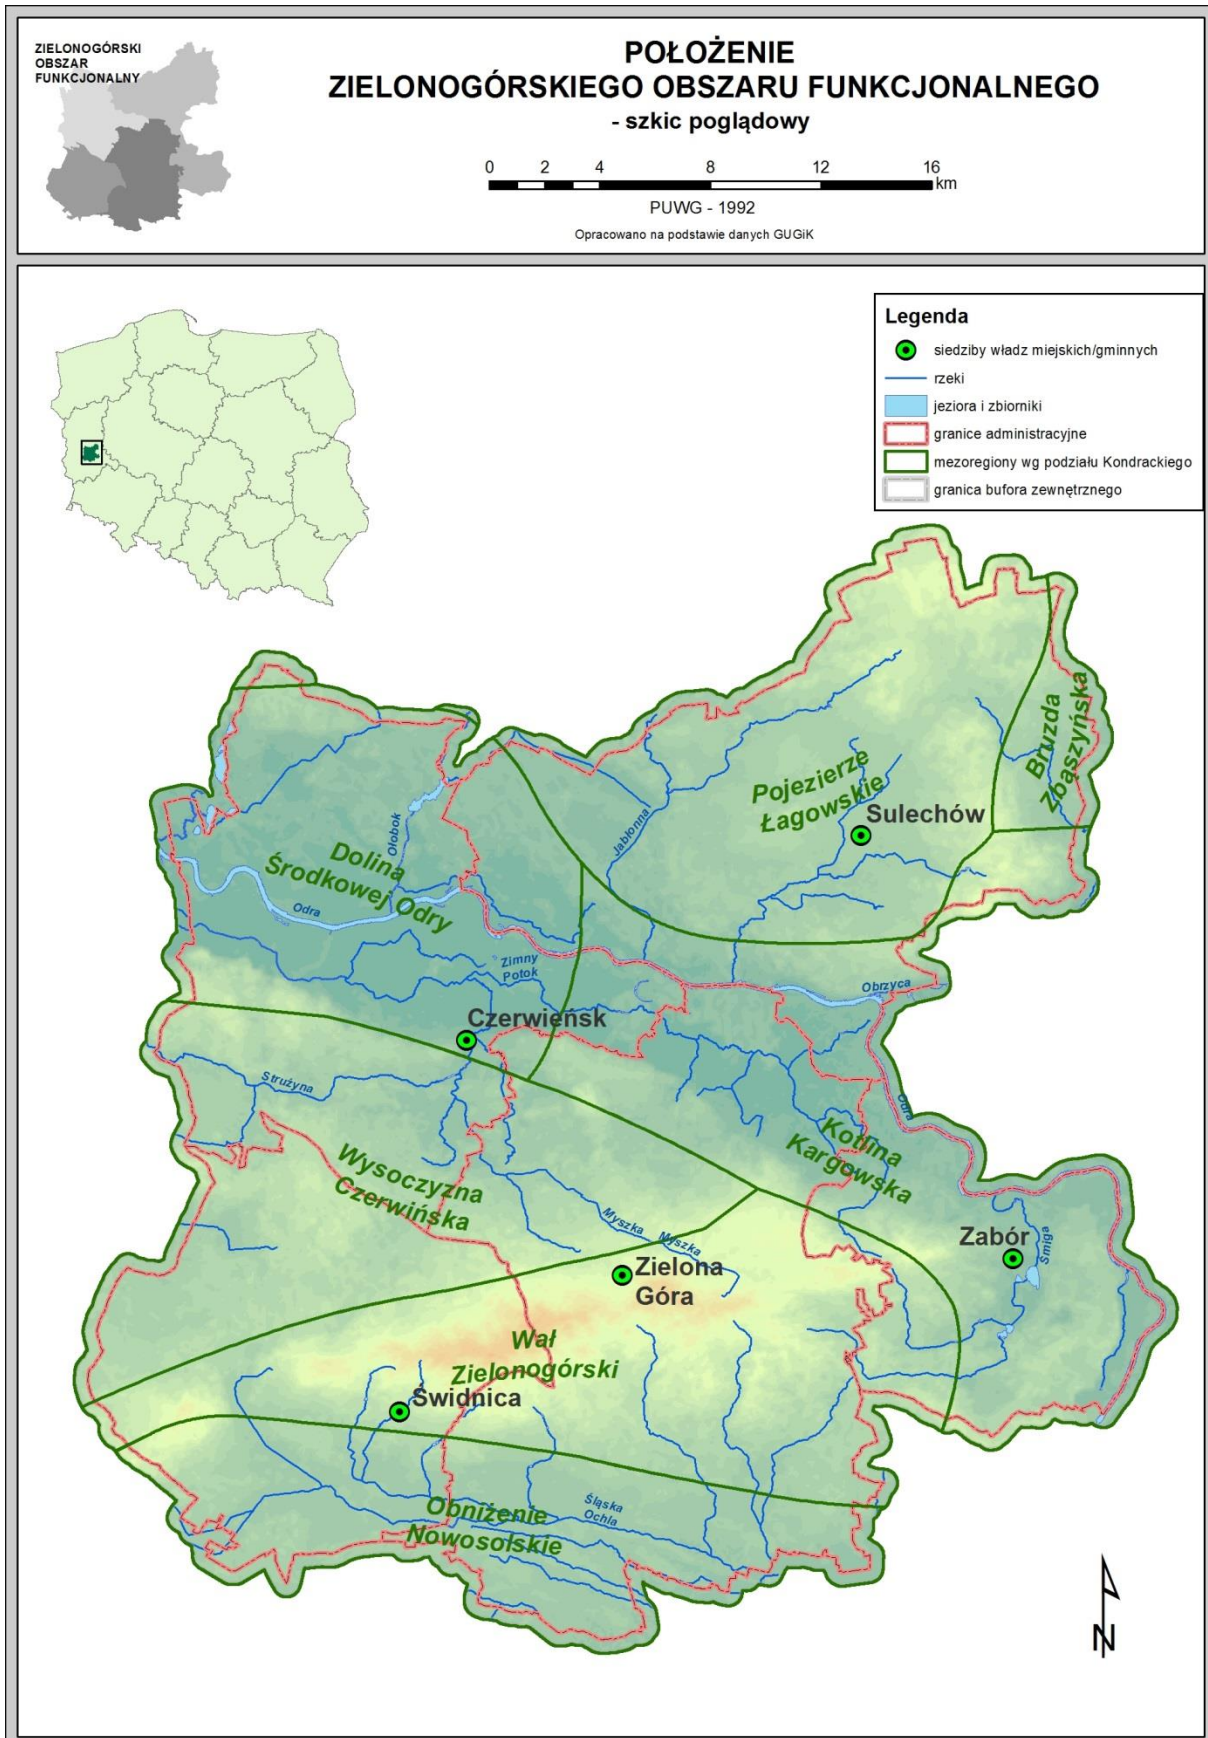 ZIELONOGÓRSKI
OBSZAR
FUNKCJONALNY
POŁOŻENIE
ZIELONOGÓRSKIEGO OBSZARU FUNKCJONALNEGO
- szkic poglądowy
0 2 4 8 12 16
km
PUWG - 1992
Opracowano na podstawie danych GUGiK
Legenda
siedziby władz miejskich/gminnych
rzeki
jeziora i zbiorniki
granice administracyjne
mezoregiony wg podziału Kondrackiego
granica bufora zewnętrznego
Bruzda
Zbąszyńska
Pojezierze
Łagowskie
Sulechów
Jabłonna
Ołobok
Dolina
Środkowej Odry
Odra
Zimny
Potok
Obrzyca
Czerwieńsk
Strużyna
Odra
Kotlina
Kargowska
Wysoczyzna
Czerwińska
Myszka
Myszka
Zabór
Śmiga
Zielona
Góra
Wał
Zielonogórski
Świdnica
Śląska
Ochla
Obniżenie
Nowosolskie
N